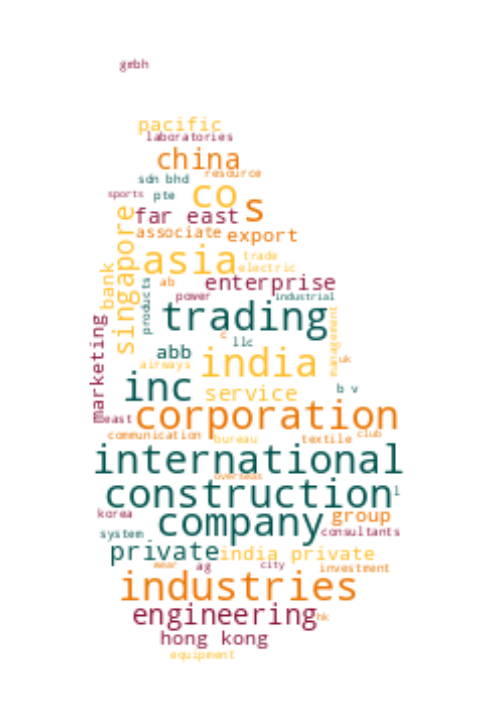 gmbh
pacific
laboratories
china
resource
sdn bhd
sports
pte
co
s
far east
associate
export
singapore
asia
trade
electric
bank
ab
enterprise
products
power
industrial
trading
management
marketing
llc
abb
india
uk
airways
inc
service
b v
east
corporation
communication
bureau
textile
club
international
overseas
construction
l
korea
company
group
system
consultants
private
india private
wear
ag
city
investment
industries
engineering
hk
hong kong
equipment